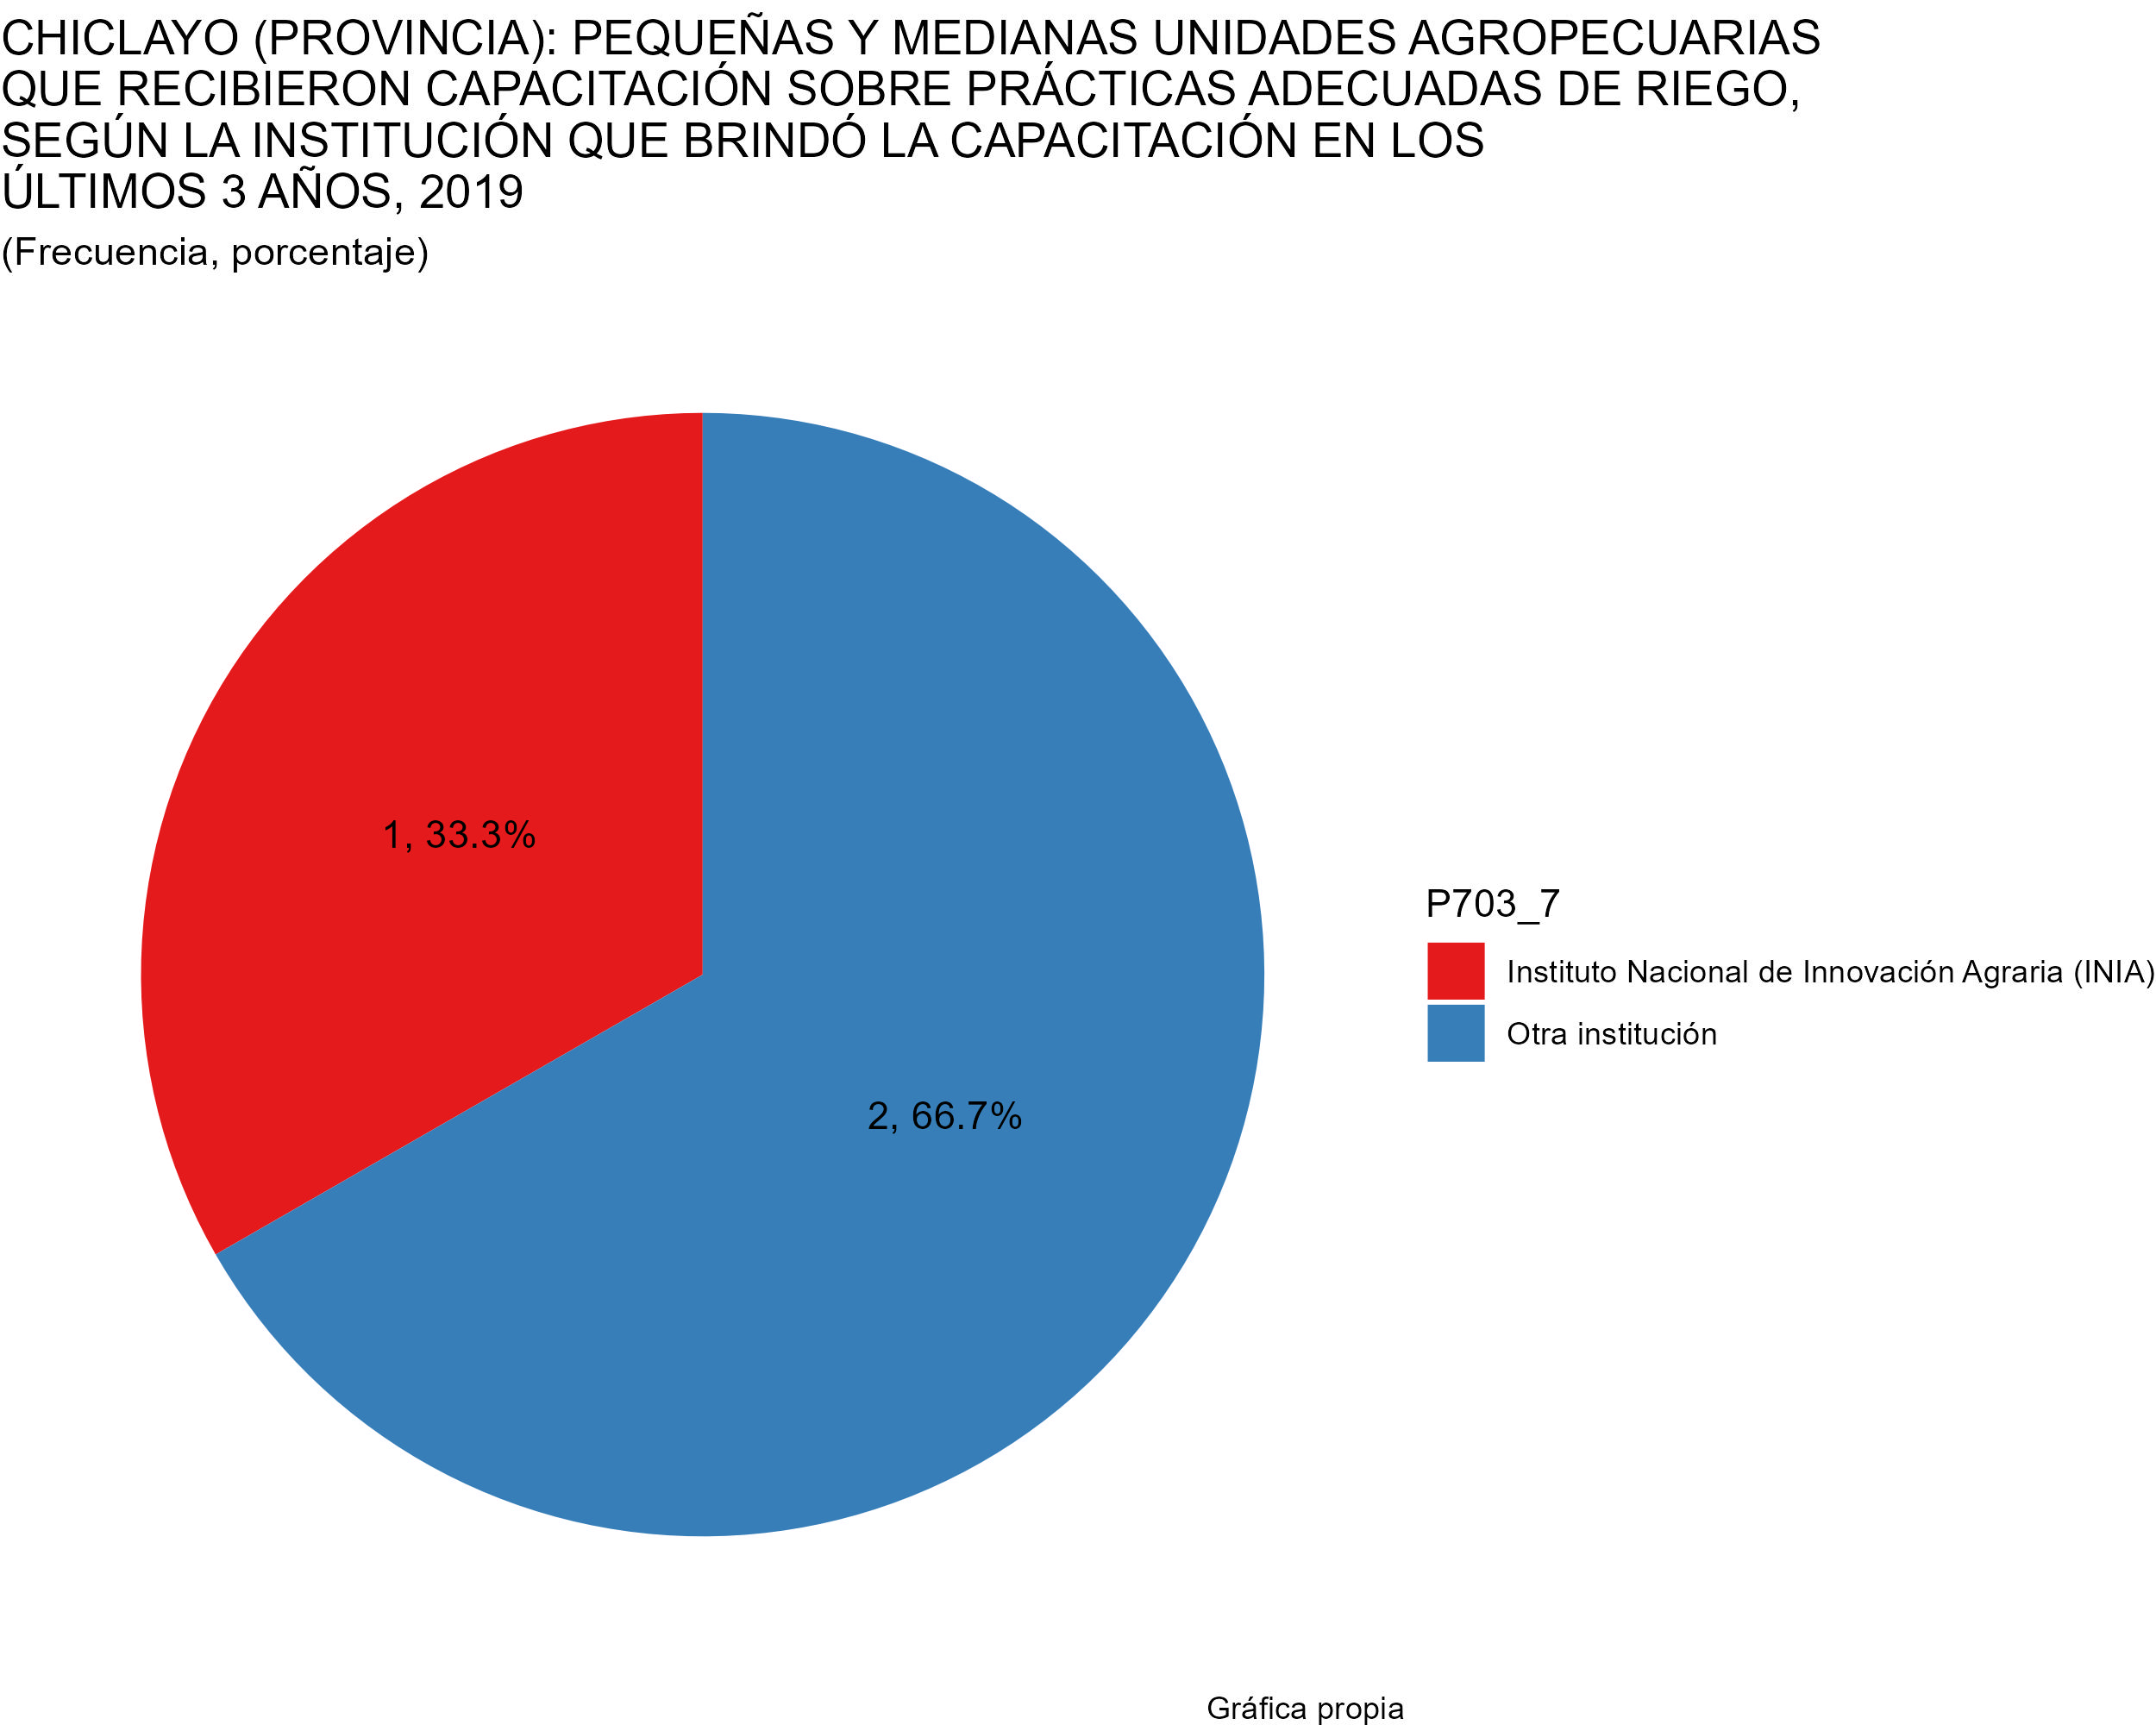 CHICLAYO (PROVINCIA): PEQUEÑAS Y MEDIANAS UNIDADES AGROPECUARIAS
QUE RECIBIERON CAPACITACIÓN SOBRE PRÁCTICAS ADECUADAS DE RIEGO,
SEGÚN LA INSTITUCIÓN QUE BRINDÓ LA CAPACITACIÓN EN LOS
ÚLTIMOS 3 AÑOS, 2019
(Frecuencia, porcentaje)
1, 33.3%
2, 66.7%
P703_7
Instituto Nacional de Innovación Agraria (INIA)
Otra institución
Gráfica propia